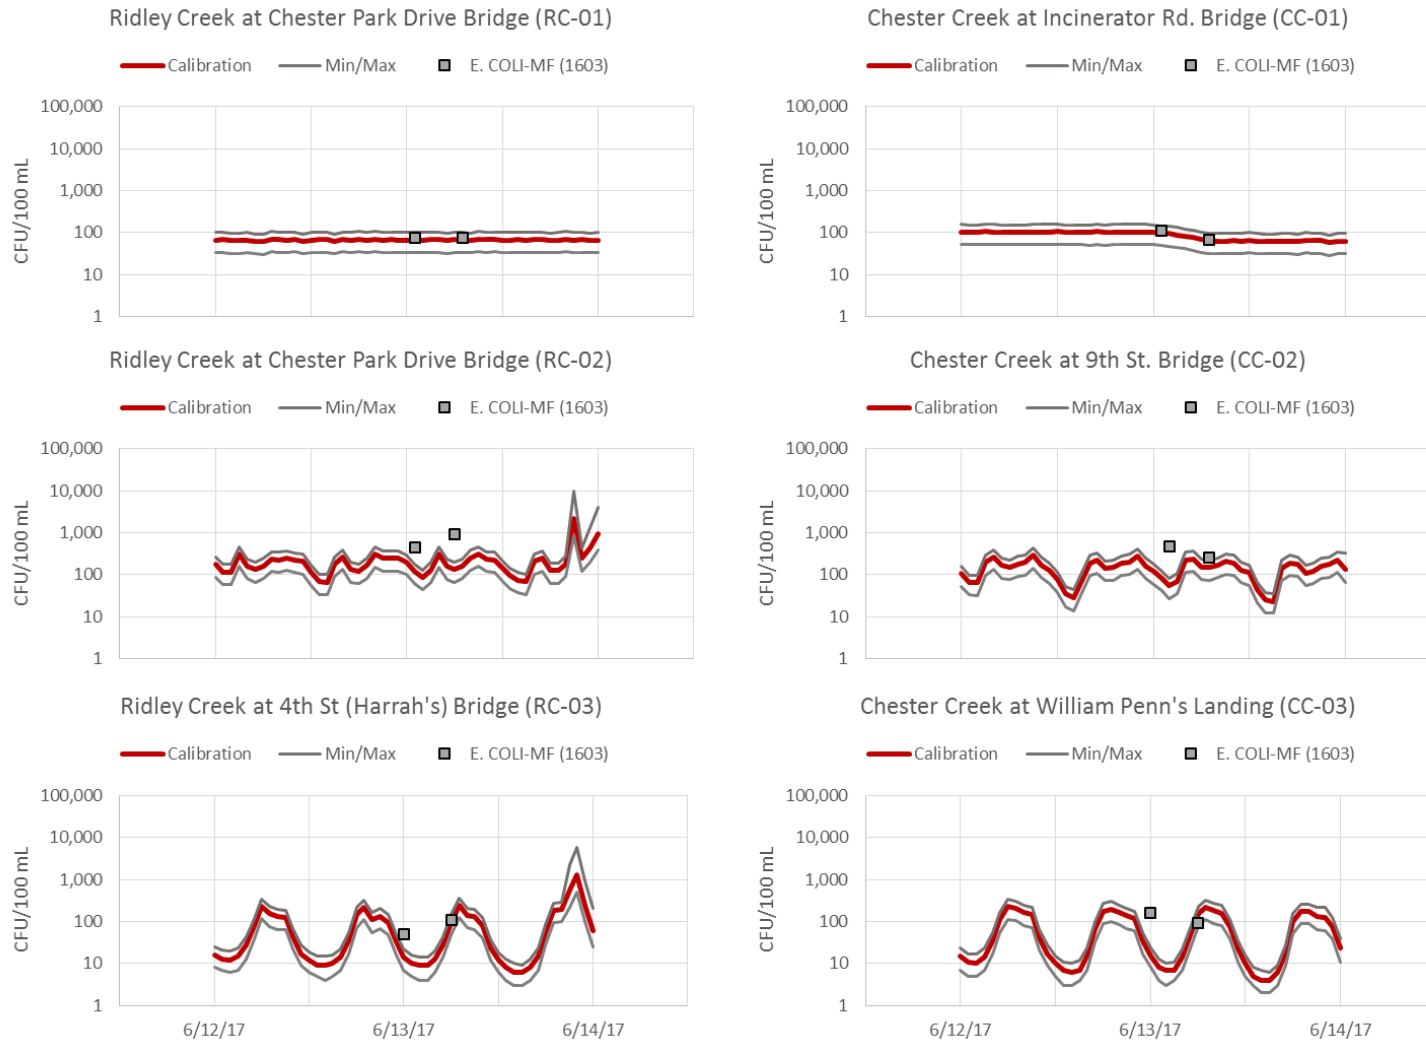 Ridley Creek at Chester Park Drive Bridge (RC-01)
Calibration Min/Max E. COLI-MF (1603)
100,000
10,000
1,000
100
10
1
CFU/100 mL
Chester Creek at Incinerator Rd. Bridge (CC-01)
Calibration Min/Max E. COLI-MF (1603)
100,000
10,000
1,000
100
10
1
CFU/100 mL
Ridley Creek at Chester Park Drive Bridge (RC-02)
Calibration Min/Max E. COLI-MF (1603)
100,000
10,000
1,000
100
10
1
CFU/100 mL
Chester Creek at 9th St. Bridge (CC-02)
Calibration Min/Max E. COLI-MF (1603)
100,000
10,000
1,000
100
10
1
CFU/100 mL
Ridley Creek at 4th St (Harrah's) Bridge (RC-03)
Calibration Min/Max E. COLI-MF (1603)
100,000
10,000
1,000
100
10
1
CFU/100 mL
6/12/17 6/13/17 6/14/17
Chester Creek at William Penn's Landing (CC-03)
Calibration Min/Max E. COLI-MF (1603)
100,000
10,000
1,000
100
10
1
CFU/100 mL
6/12/17 6/13/17 6/14/17